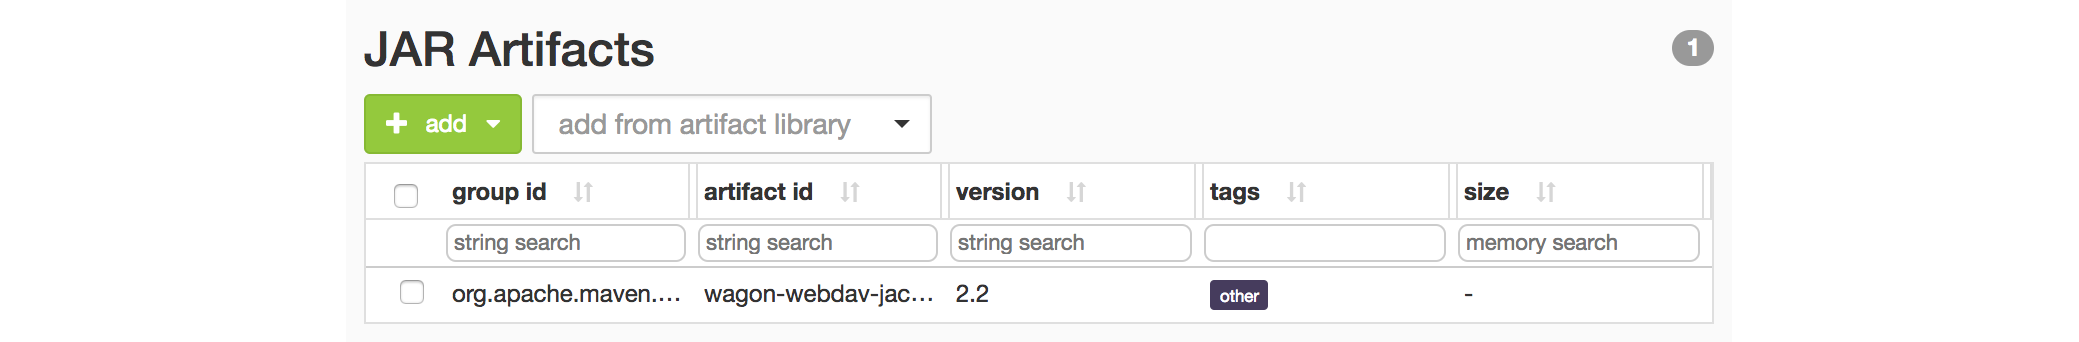 JAR Artifacts
1
add
add from artifact library
group id artifact id version tags size
string search string search string search memory search
org.apache.maven.... wagon-webdav-jac... 2.2 other -